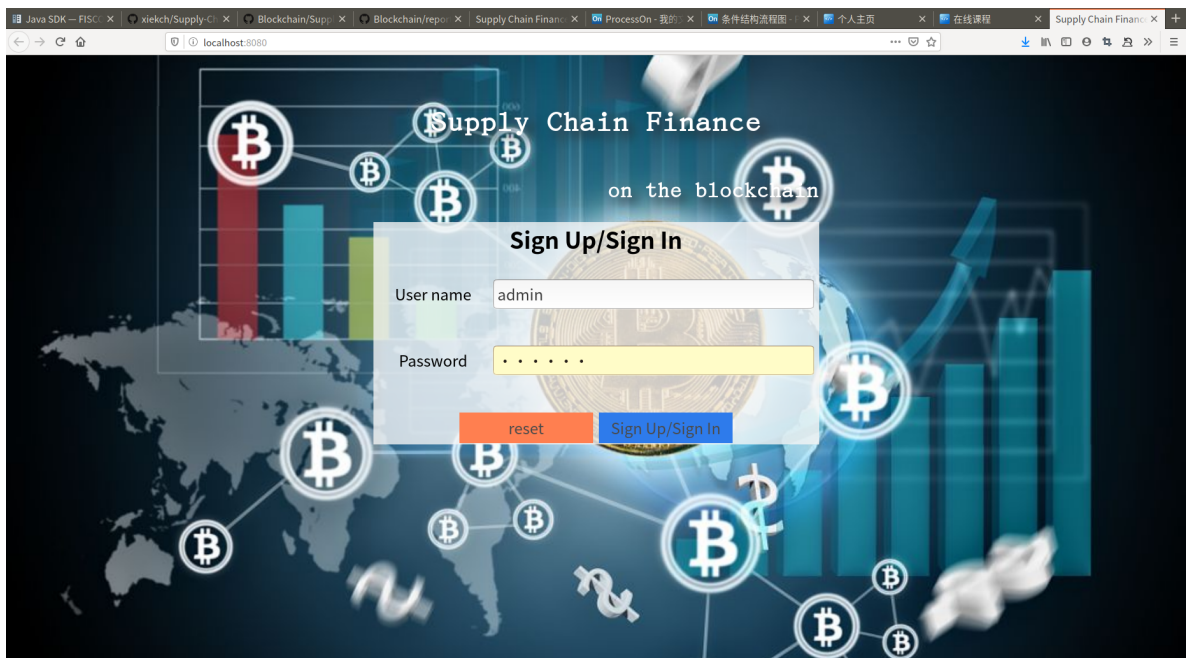 Java SDK — FISCO
xiekch/Supply-Ch
Blockchain/Suppl
Blockchain/repor
Supply Chain Financ
ProcessOn - 我的
条件结构流程图 -
个人主页
在线课程
Supply Chain Financ
localhost:8080
Supply Chain Finance
on the blockchain
Sign Up/Sign In
User name
admin
Password
reset
Sign Up/Sign In